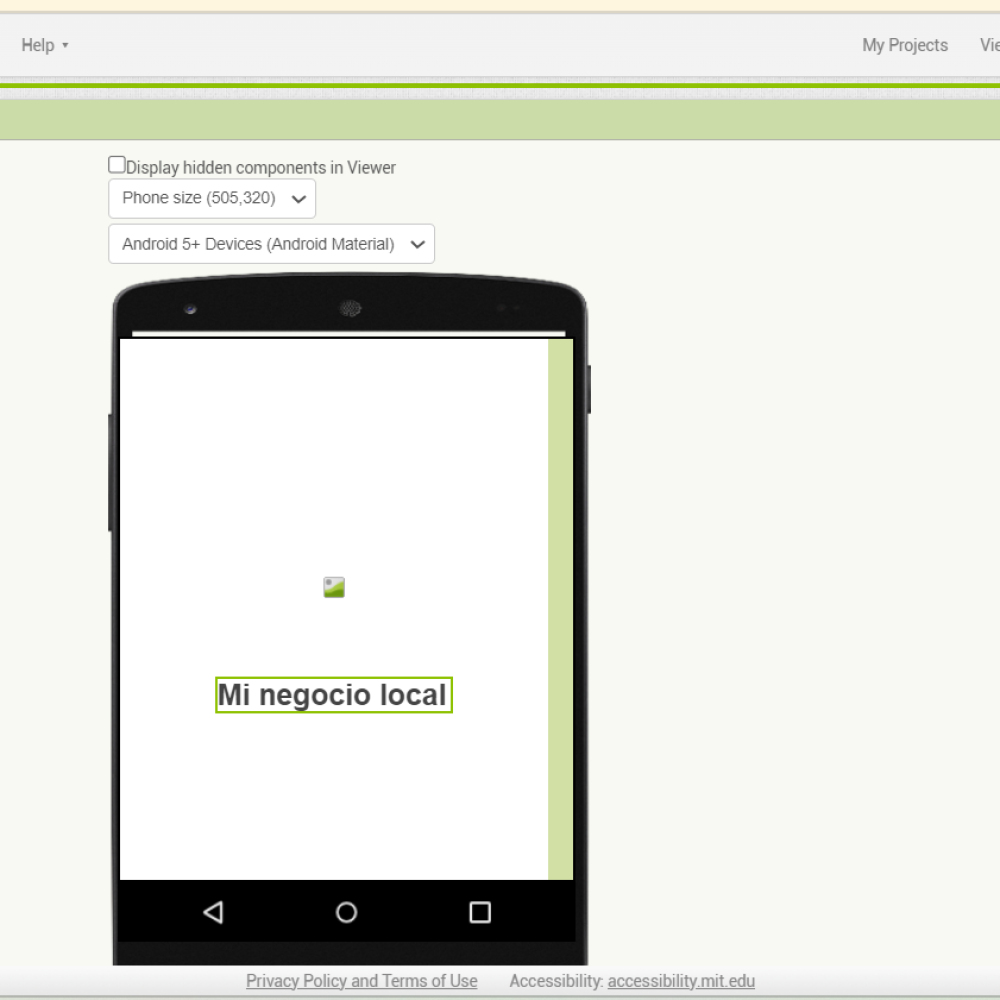 Help ▾
My Projects
Display hidden components in Viewer
Phone size (505,320)
Android 5+ Devices (Android Material)
Mi negocio local
Privacy Policy and Terms of Use
Accessibility: accessibility.mit.edu